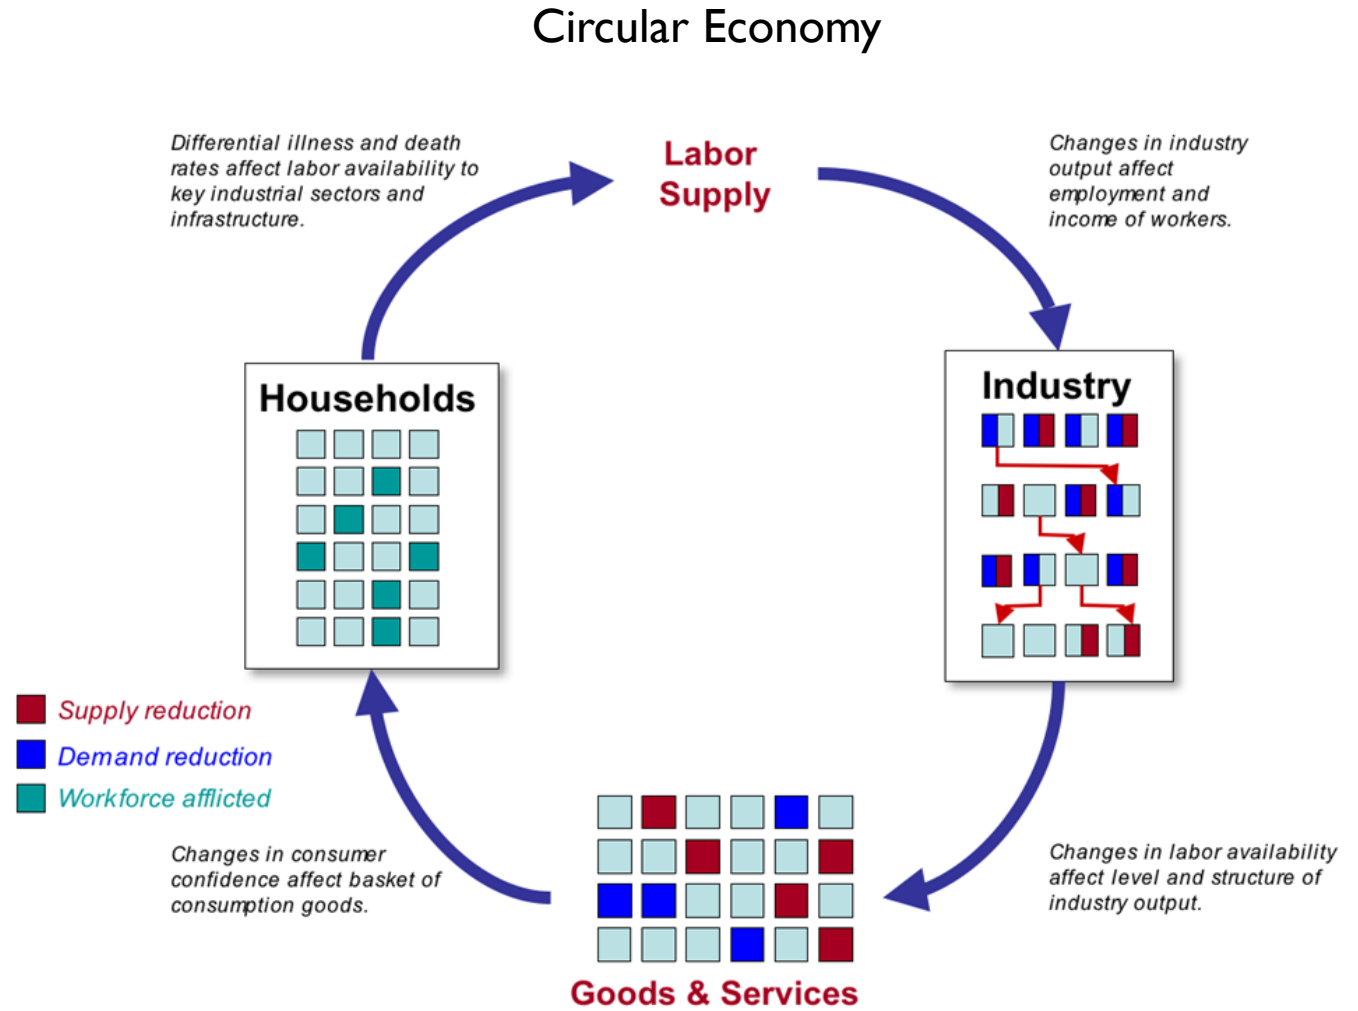 Circular Economy
Differential illness and death
rates affect labor availability to
key industrial sectors and
infrastructure.
Labor
Supply
Changes in industry
output affect
employment and
income of workers.
Households
Industry
Supply reduction
Demand reduction
Workforce afflicted
Changes in consumer
confidence affect basket of
consumption goods.
Changes in labor availability
affect level and structure of
industry output.
Goods & Services